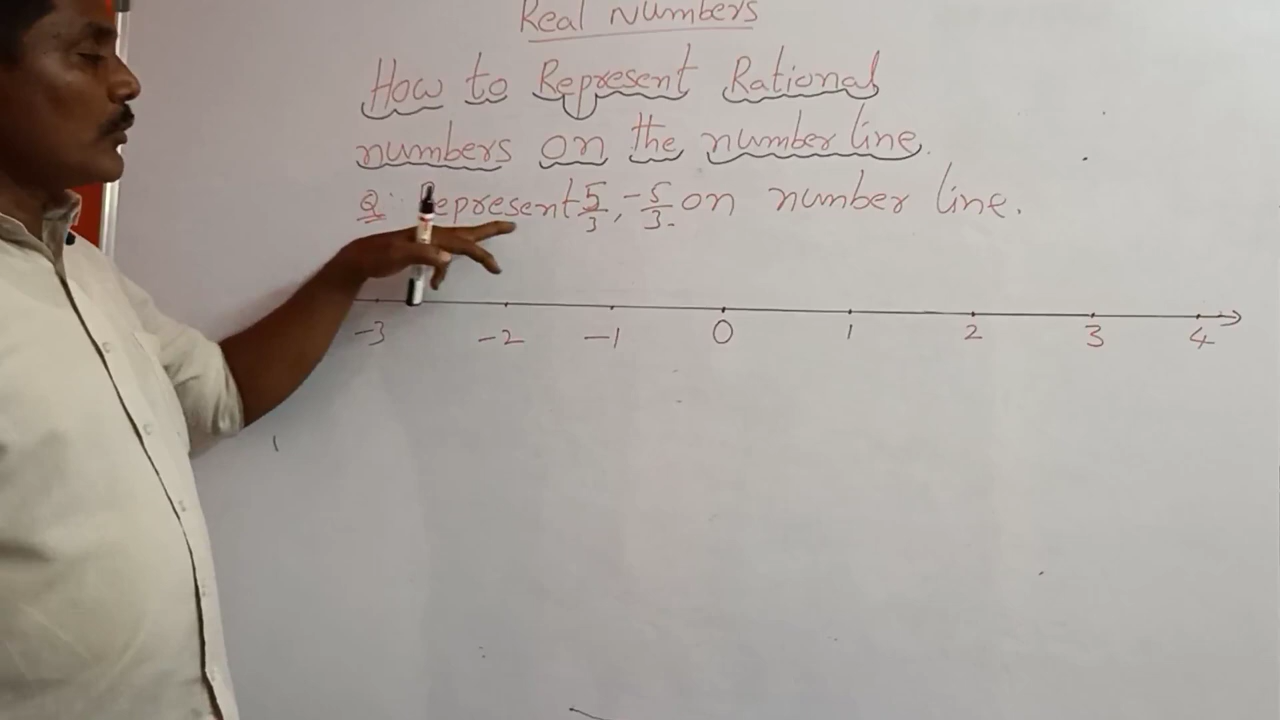 Real Numbers
How to Represent Rational
numbers on the number line.
Q: Represent 5/3, -5/3 on number line.
-3 -2 -1 0 1 2 3 4